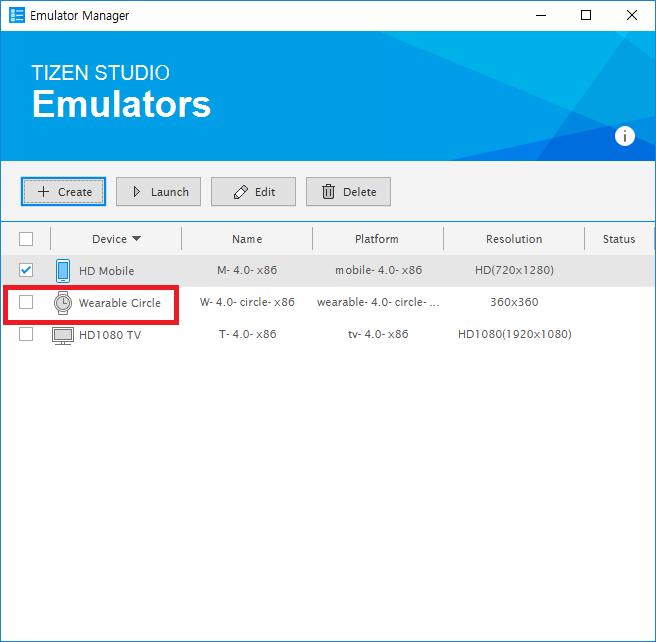 Emulator Manager
TIZEN STUDIO
Emulators
i
Create Launch Edit Delete
Device Name Platform Resolution Status
HD Mobile M- 4.0- x86 mobile- 4.0- x86 HD(720x1280)
Wearable Circle W- 4.0- circle- x86 wearable- 4.0- circle- ... 360x360
HD1080 TV T- 4.0- x86 tv- 4.0- x86 HD1080(1920x1080)